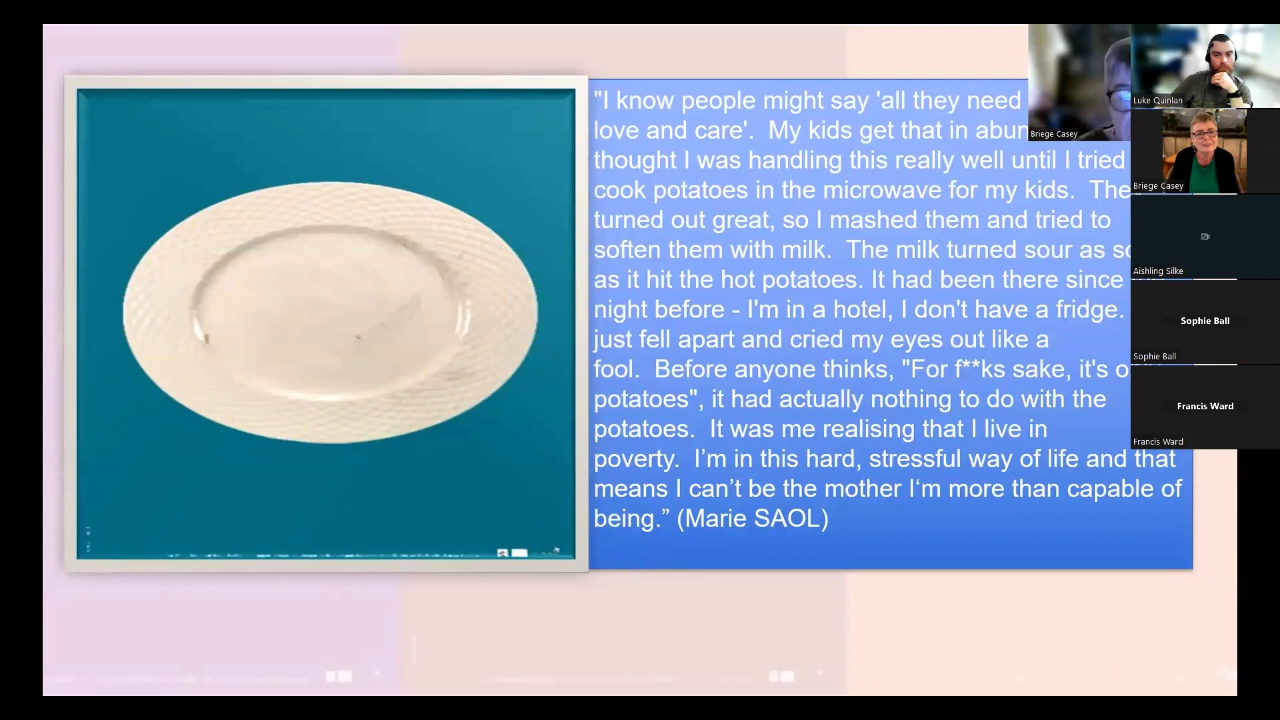 "I know people might say 'all they need
love and care'.  My kids get that in abun
thought I was handling this really well until I tried
cook potatoes in the microwave for my kids.  The
turned out great, so I mashed them and tried to
soften them with milk.  The milk turned sour as so
as it hit the hot potatoes. It had been there since
night before - I'm in a hotel, I don't have a fridge.
just fell apart and cried my eyes out like a
fool.  Before anyone thinks, "For f**ks sake, it's o
potatoes", it had actually nothing to do with the
potatoes.  It was me realising that I live in
poverty.  I’m in this hard, stressful way of life and that
means I can’t be the mother I‘m more than capable of
being.” (Marie SAOL)
Briege Casey
Luke Quinlan
Briege Casey
Aishling Silke
Sophie Ball
Sophie Ball
Francis Ward
Francis Ward